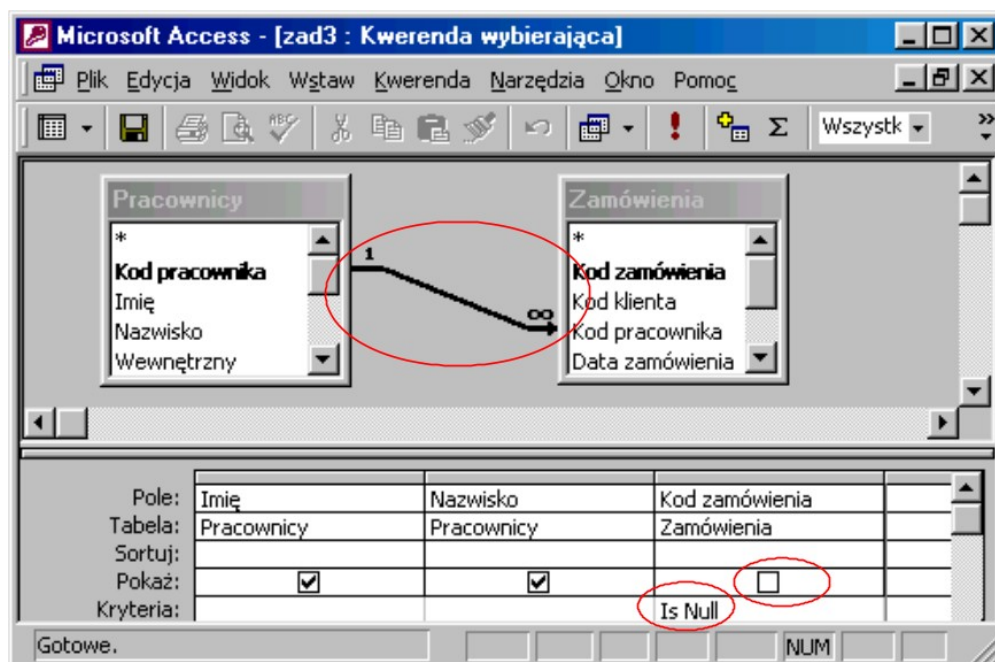 Microsoft Access - [zad3 : Kwerenda wybierająca]
Plik Edycja Widok Wstaw Kwerenda Narzędzia Okno Pomoc
ABC Σ Wszystk
Pracownicy
*
Kod pracownika
Imię
Nazwisko
Wewnętrzny
1
∞
Zamówienia
*
Kod zamówienia
Kod klienta
Kod pracownika
Data zamówienia
Pole: Imię Nazwisko Kod zamówienia
Tabela: Pracownicy Pracownicy Zamówienia
Sortuj:
Pokaż:
Kryteria: Is Null
Gotowe. NUM